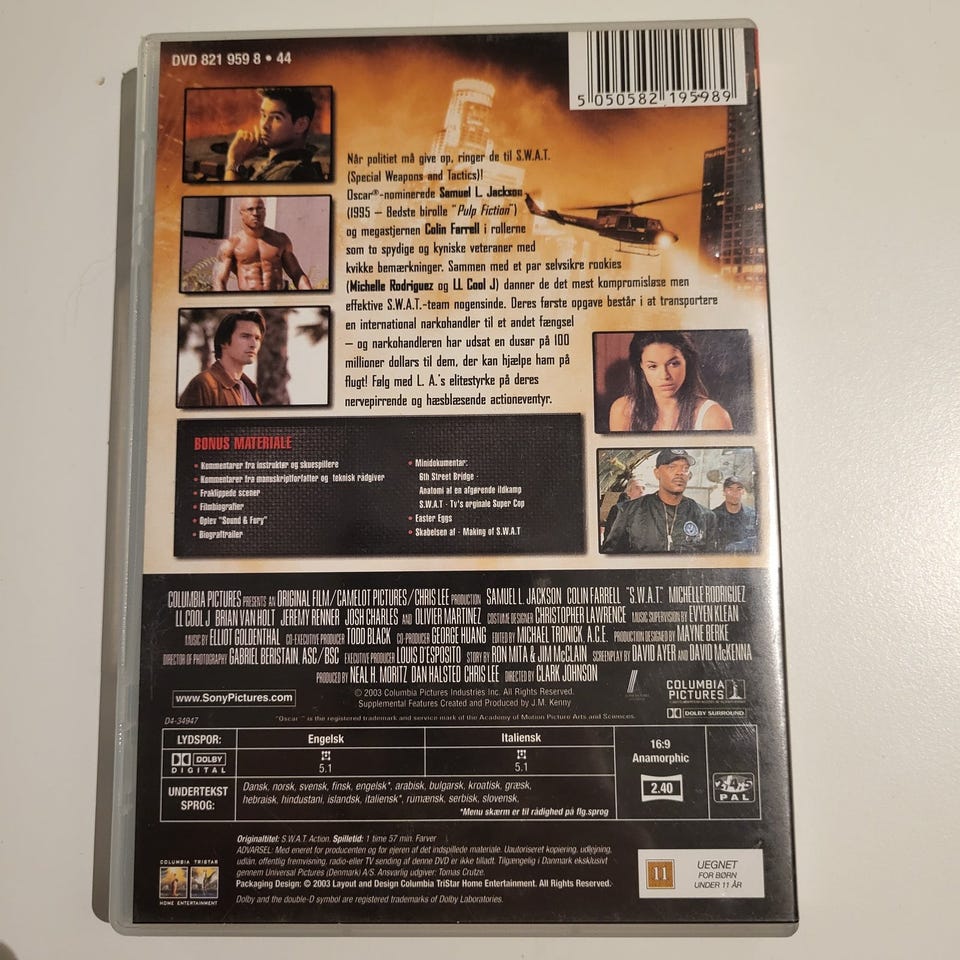 DVD 821 959 8 • 44
5 050582 195989
Når politiet må give op, ringer de til S.W.A.T.
(Special Weapons and Tactics)!
Oscar®-nominerede Samuel L. Jackson
(1995 – Bedste birolle "Pulp Fiction")
og megastjernen Colin Farrell i rollerne
som to spydige og kyniske veteraner med
kvikke bemærkninger. Sammen med et par selvsikre rookies
(Michelle Rodriguez og LL Cool J) danner de det mest kompromisløse men
effektive S.W.A.T.-team nogensinde. Deres første opgave består i at transportere
en international narkohandler til et andet fængsel
– og narkohandleren har udsat en dusør på 100
millioner dollars til dem, der kan hjælpe ham på
flugt! Følg med L. A.'s elitestyrke på deres
nervepirrende og hæsblæsende actioneventyr.
BONUS MATERIALE
• Kommentarer fra instruktør og skuespillere
• Kommentarer fra manuskriptforfatter og teknisk rådgiver
• Fraklippede scener
• Filmbiografier
• Oplev "Sound & Fury"
• Biograftrailer
• Minidokumentar:
6th Street Bridge
Anatomi af en afgørende ildkamp
S.W.A.T - Tv's orginale Super Cop
• Easter Eggs
• Skabelsen af - Making of S.W.A.T
COLUMBIA PICTURES PRESENTS AN ORIGINAL FILM/CAMELOT PICTURES/CHRIS LEE PRODUCTION SAMUEL L. JACKSON COLIN FARRELL "S.W.A.T." MICHELLE RODRIGUEZ
LL COOL J BRIAN VAN HOLT JEREMY RENNER JOSH CHARLES AND OLIVIER MARTINEZ COSTUME DESIGNER CHRISTOPHER LAWRENCE MUSIC SUPERVISION BY EVYEN KLEAN
MUSIC BY ELLIOT GOLDENTHAL CO-EXECUTIVE PRODUCER TODD BLACK CO-PRODUCER GEORGE HUANG EDITED BY MICHAEL TRONICK, A.C.E. PRODUCTION DESIGNED BY MAYNE BERKE
DIRECTOR OF PHOTOGRAPHY GABRIEL BERISTAIN, ASC/BSC EXECUTIVE PRODUCER LOUIS D'ESPOSITO STORY BY RON MITA & JIM McCLAIN SCREENPLAY BY DAVID AYER AND DAVID McKENNA
PRODUCED BY NEAL H. MORITZ DAN HALSTED CHRIS LEE DIRECTED BY CLARK JOHNSON
www.SonyPictures.com
© 2003 Columbia Pictures Industries Inc. All Rights Reserved.
Supplemental Features Created and Produced by J.M. Kenny
COLUMBIA
PICTURES
DOLBY SURROUND
D4-34947
"Oscar" is the registered trademark and service mark of the Academy of Motion Picture Arts and Sciences.
LYDSPOR: Engelsk Italiensk
DOLBY
DIGITAL
5.1 5.1
16:9
Anamorphic
2.40
PAL
UNDERTEKST
SPROG:
Dansk, norsk, svensk, finsk, engelsk*, arabisk, bulgarsk, kroatisk, græsk,
hebraisk, hindustani, islandsk, italiensk*, rumænsk, serbisk, slovensk,
*Menu skærm er til rådighed på flg.sprog
Originaltitel: S.W.A.T. Action. Spilletid: 1 time 57 min. Farver
ADVARSEL: Med eneret for producenten og for ejeren af det indspillede materiale. Uautoriseret kopiering, udlejning,
udlån, offentlig fremvisning, radio-eller TV sending af denne DVD er ikke tilladt. Tilgængelig i Danmark eksklusivt
gennem Universal Pictures (Denmark) A/S. Ansvarlig udgiver: Tomas Crutze.
Packaging Design: © 2003 Layout and Design Columbia TriStar Home Entertainment. All Rights Reserved.
Dolby and the double-D symbol are registered trademarks of Dolby Laboratories.
COLUMBIA TRISTAR
HOME ENTERTAINMENT
11
UEGNET
FOR BØRN
UNDER 11 ÅR